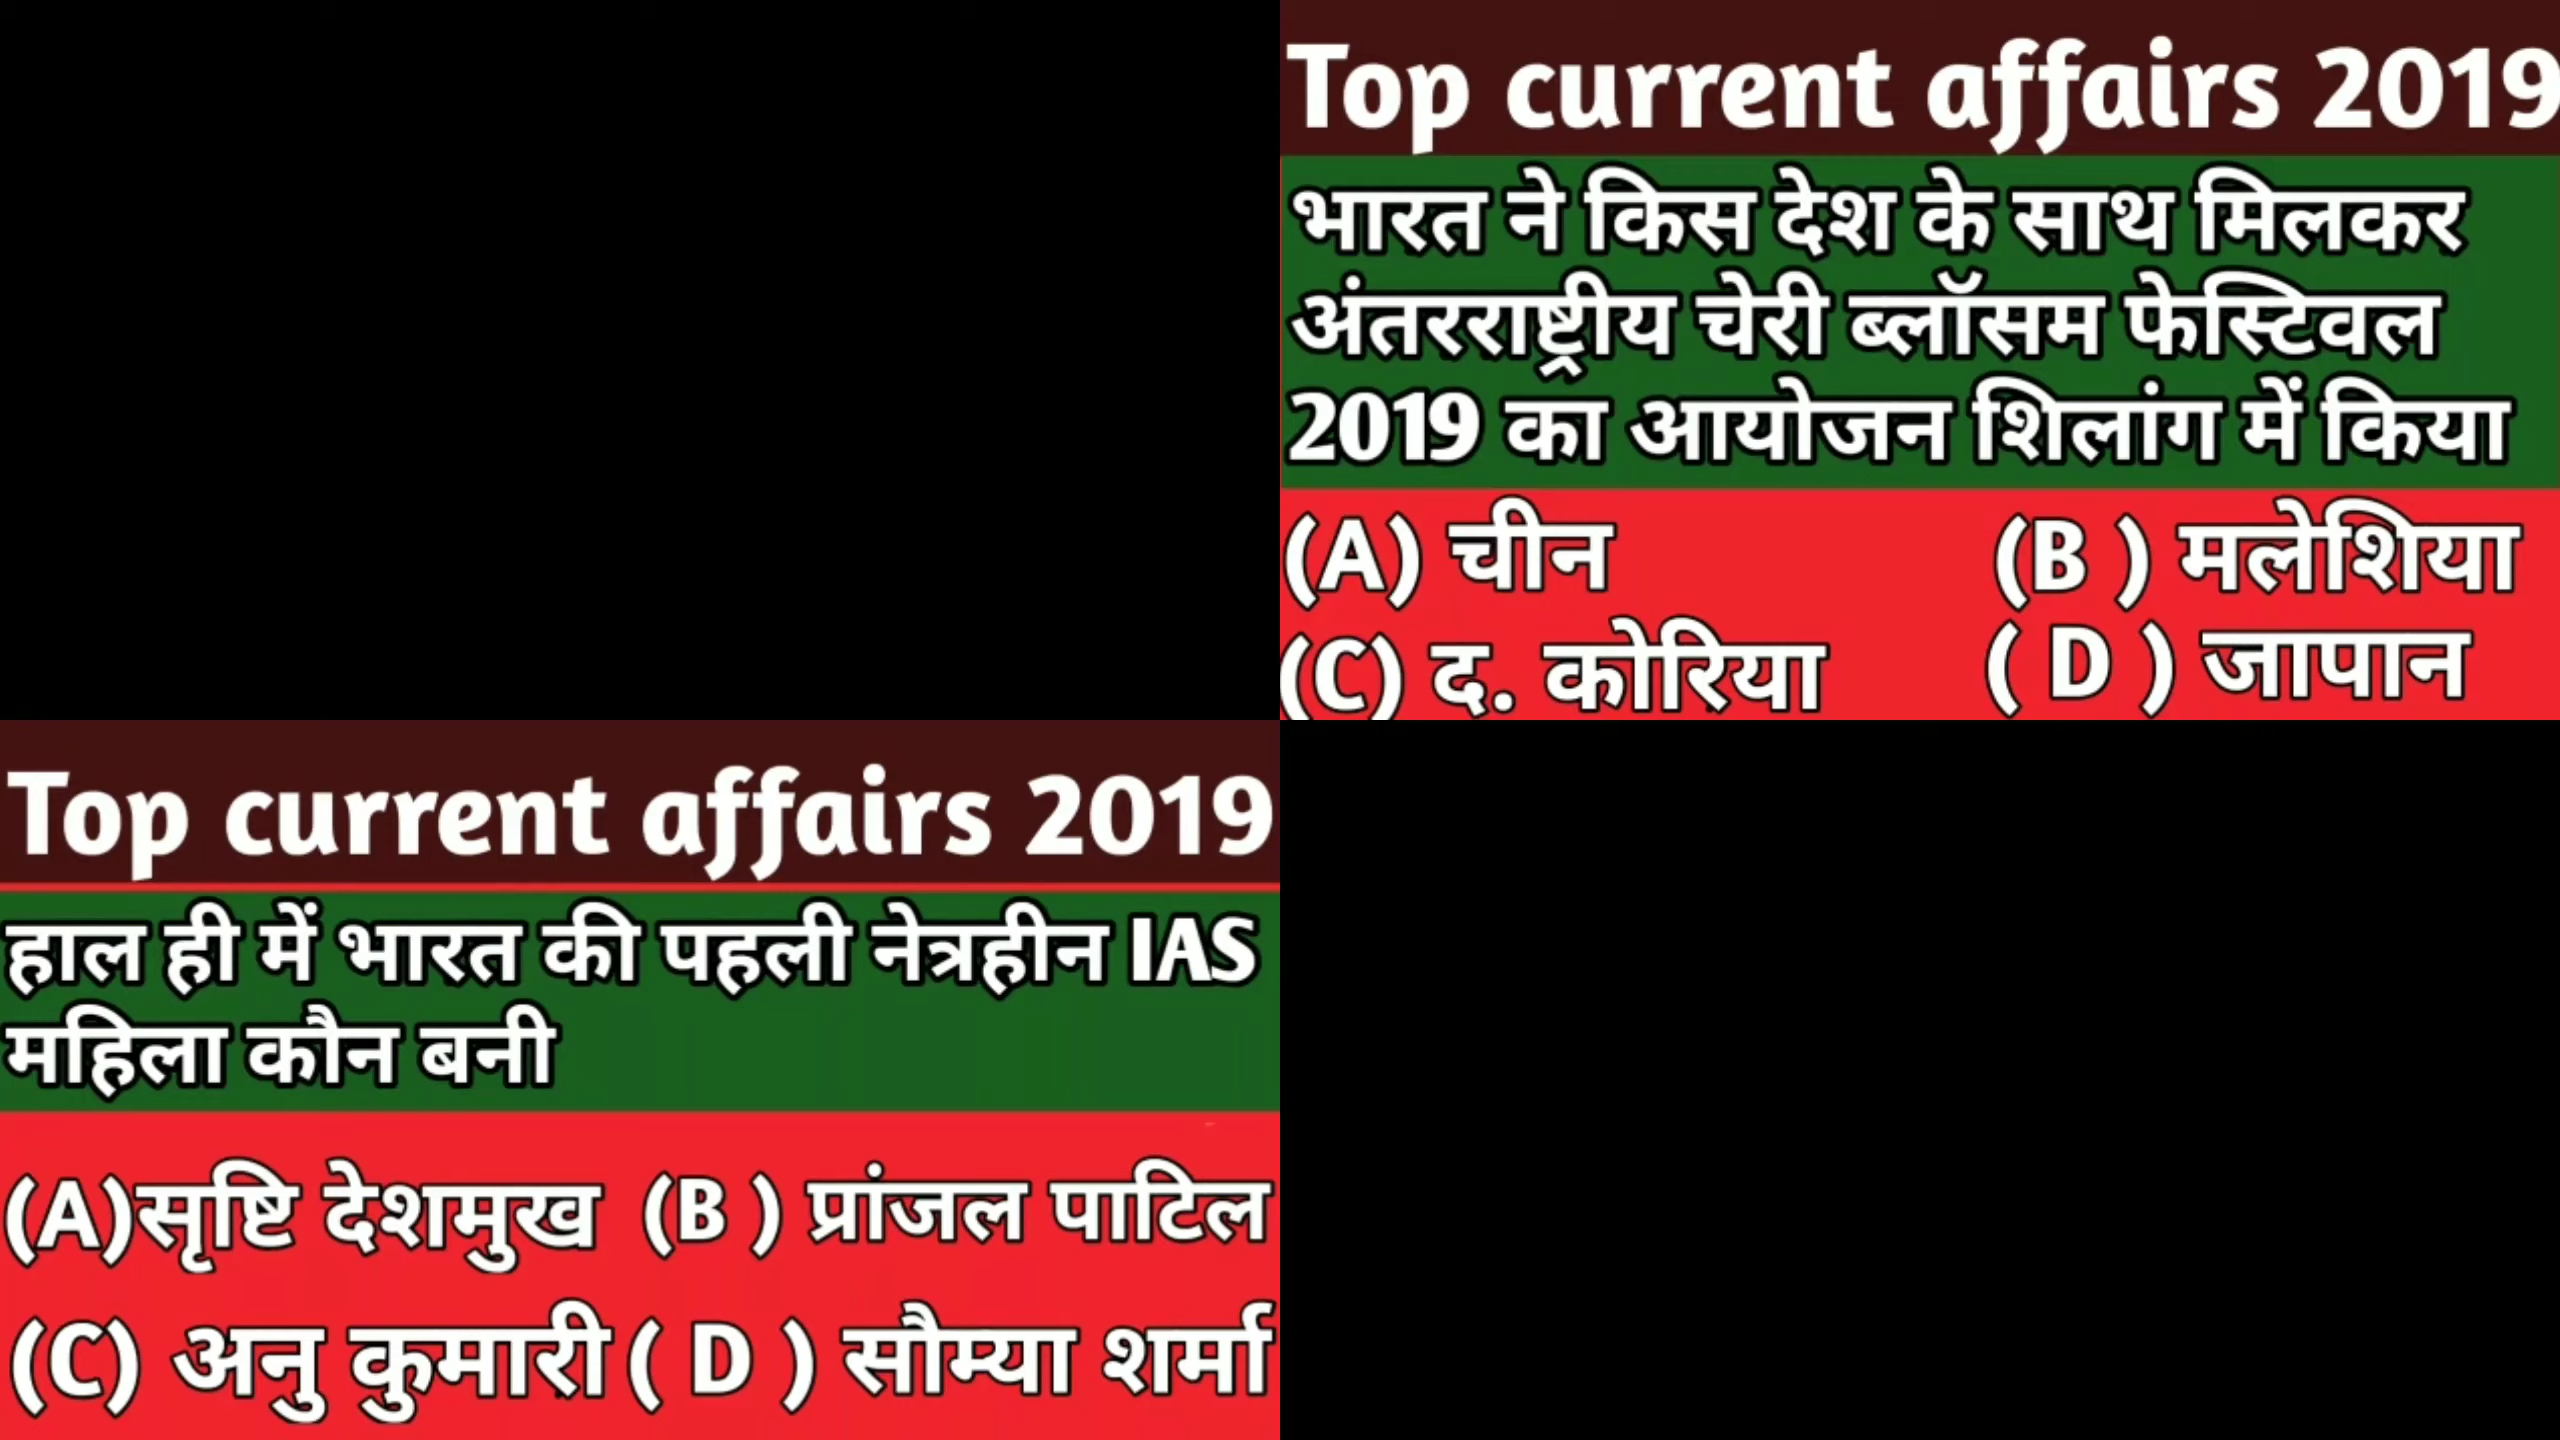 Top current affairs 2019
भारत ने किस देश के साथ मिलकर
अंतरराष्ट्रीय चेरी ब्लॉसम फेस्टिवल
2019 का आयोजन शिलांग में किया
(A) चीन (B ) मलेशिया
(C) द. कोरिया ( D ) जापान
Top current affairs 2019
हाल ही में भारत की पहली नेत्रहीन IAS
महिला कौन बनी
(A)सृष्टि देशमुख (B ) प्रांजल पाटिल
(C) अनु कुमारी ( D ) सौम्या शर्मा